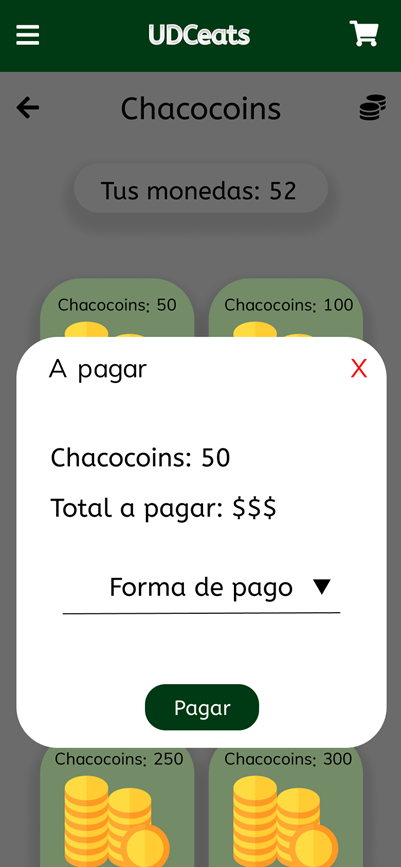 UDCeats
Chacocoins
Tus monedas: 52
Chacocoins: 50
Chacocoins: 100
A pagar
X
Chacocoins: 50
Total a pagar: $$$
Forma de pago
Pagar
Chacocoins: 250
Chacocoins: 300